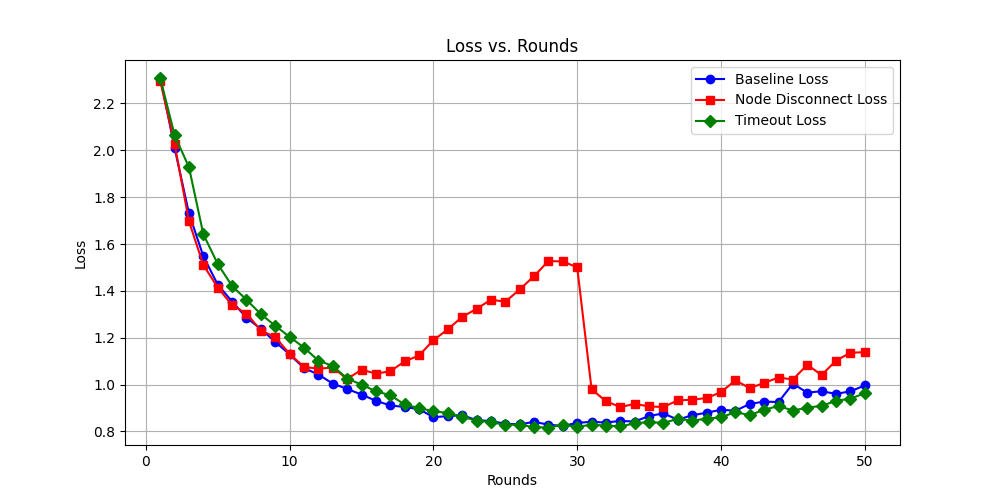 Loss vs. Rounds
Baseline Loss
Node Disconnect Loss
Timeout Loss
Loss
2.2
2.0
1.8
1.6
1.4
1.2
1.0
0.8
0 10 20 30 40 50
Rounds